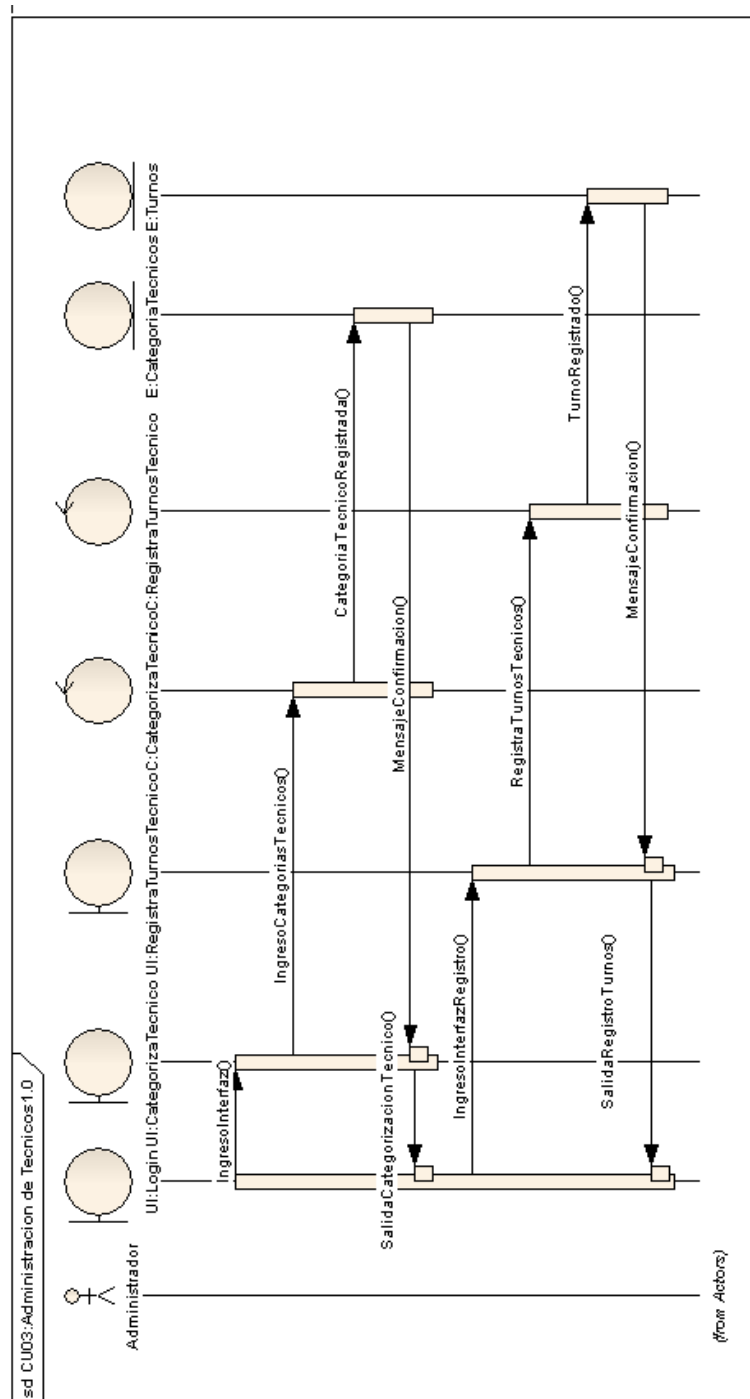 sd CU03:Administracion de Tecnicos1.0
Administrador
UI:Login
UI:CategorizaTecnico
UI:RegistraTurnosTecnico
C:CategorizaTecnico
C:RegistraTurnosTecnico
E:CategoriaTecnicos
E:Turnos
IngresoInterfaz()
IngresoCategoriasTecnicos()
CategoriaTecnicoRegistrada()
MensajeConfirmacion()
SalidaCategorizacionTecnico()
IngresoInterfazRegistro()
RegistraTurnosTecnicos()
TurnoRegistrado()
MensajeConfirmacion()
SalidaRegistroTurnos()
(from Actors)